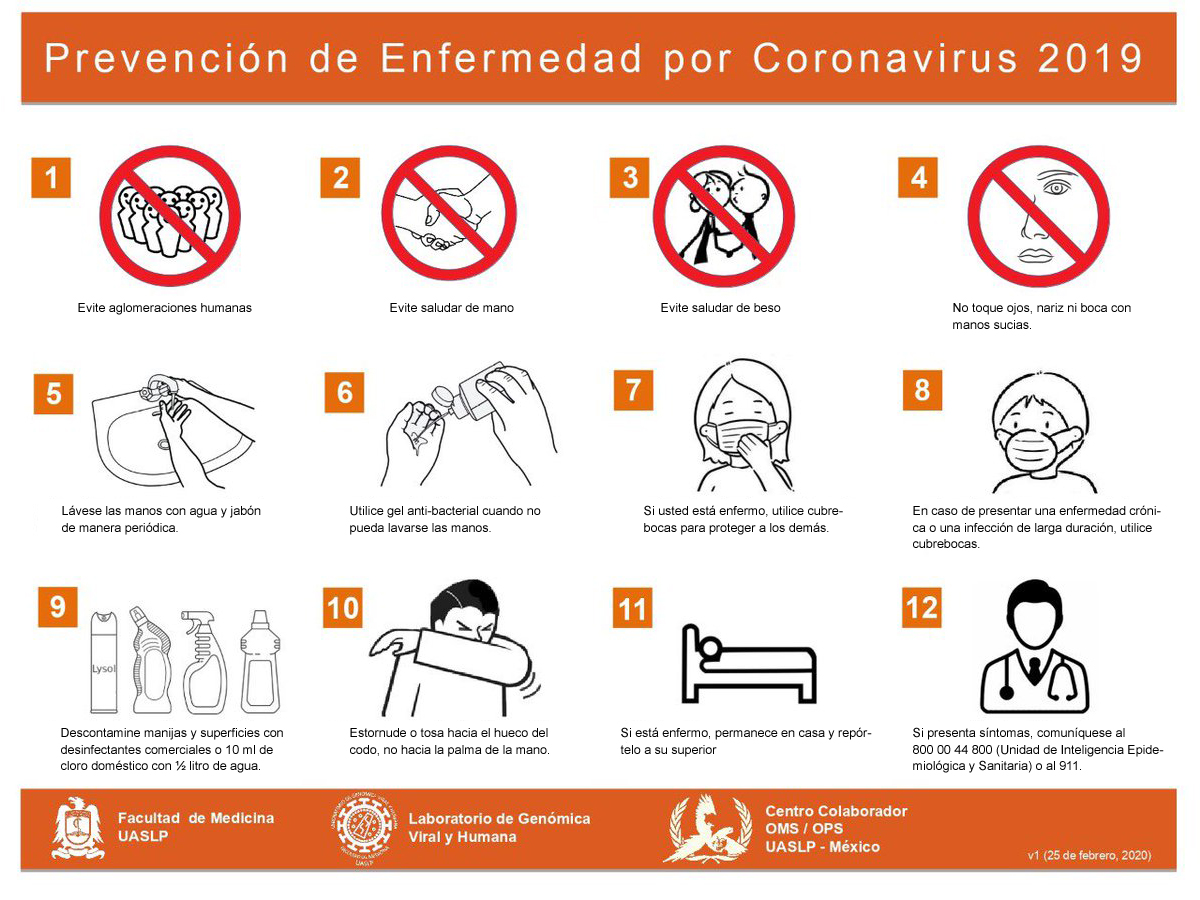 Prevención de Enfermedad por Coronavirus 2019
1
Evite aglomeraciones humanas
2
Evite saludar de mano
3
Evite saludar de beso
4
No toque ojos, nariz ni boca con
manos sucias.
5
Lávese las manos con agua y jabón
de manera periódica.
6
Utilice gel anti-bacterial cuando no
pueda lavarse las manos.
7
Si usted está enfermo, utilice cubre-
bocas para proteger a los demás.
8
En caso de presentar una enfermedad cróni-
ca o una infección de larga duración, utilice
cubrebocas.
9
Lysol
Descontamine manijas y superficies con
desinfectantes comerciales o 10 ml de
cloro doméstico con ½ litro de agua.
10
Estornude o tosa hacia el hueco del
codo, no hacia la palma de la mano.
11
Si está enfermo, permanece en casa y repór-
telo a su superior
12
Si presenta síntomas, comuníquese al
800 00 44 800 (Unidad de Inteligencia Epide-
miológica y Sanitaria) o al 911.
Facultad de Medicina
UASLP
Laboratorio de Genómica
Viral y Humana
Centro Colaborador
OMS / OPS
UASLP - México
v1 (25 de febrero, 2020)